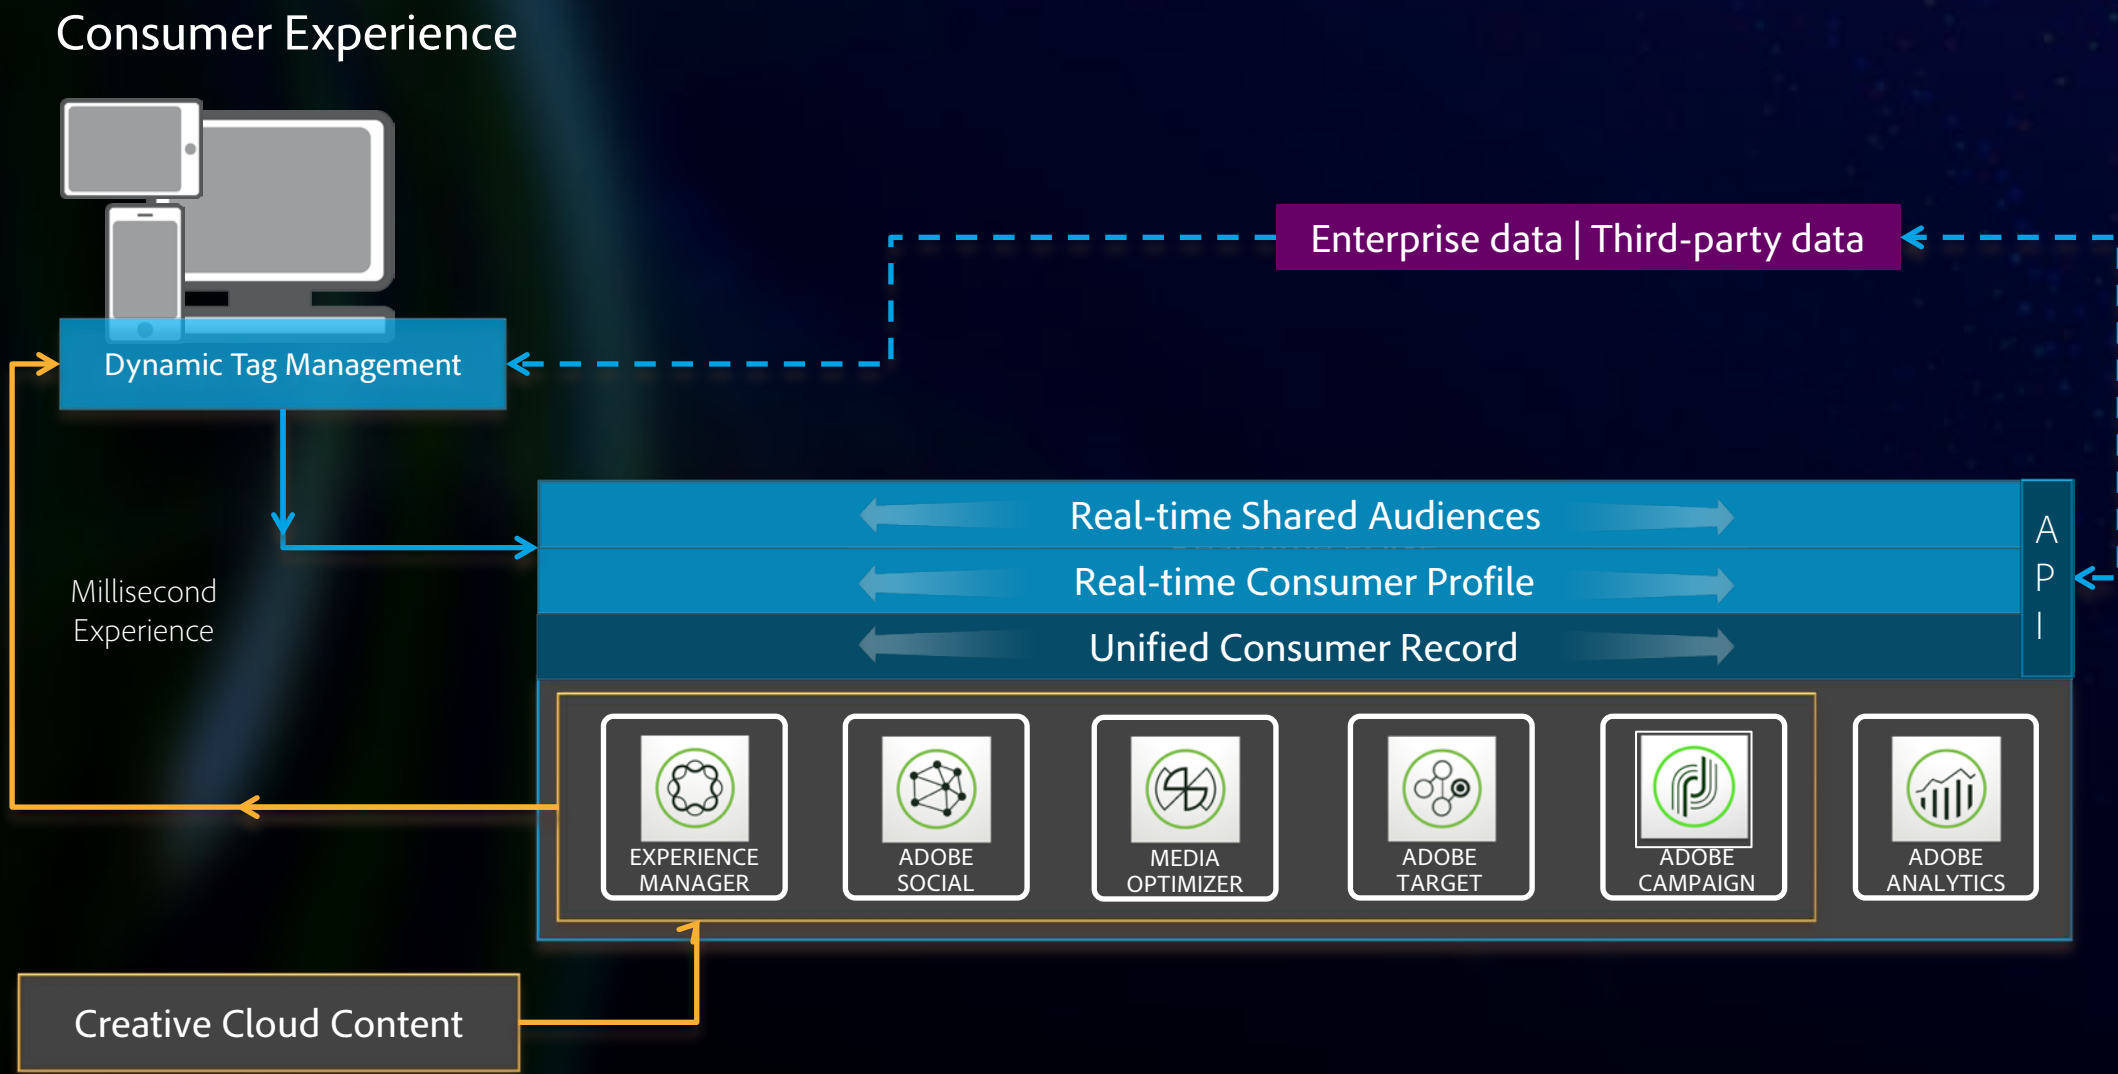 Consumer Experience
Enterprise data | Third-party data
Dynamic Tag Management
Real-time Shared Audiences
Real-time Consumer Profile
Unified Consumer Record
A
P
I
Millisecond
Experience
EXPERIENCE
MANAGER
ADOBE
SOCIAL
MEDIA
OPTIMIZER
ADOBE
TARGET
ADOBE
CAMPAIGN
ADOBE
ANALYTICS
Creative Cloud Content